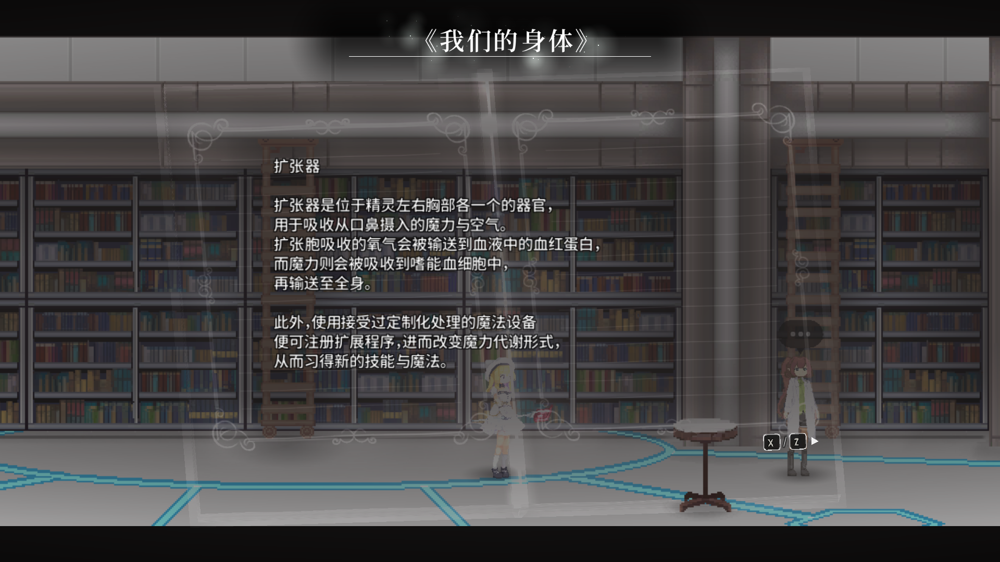 《我们的身体》
扩张器
扩张器是位于精灵左右胸部各一个的器官，
用于吸收从口鼻摄入的魔力与空气。
扩张胞吸收的氧气会被输送到血液中的血红蛋白，
而魔力则会被吸收到嗜能血细胞中，
再输送至全身。
此外，使用接受过定制化处理的魔法设备
便可注册扩展程序，进而改变魔力代谢形式，
从而习得新的技能与魔法。
X / Z